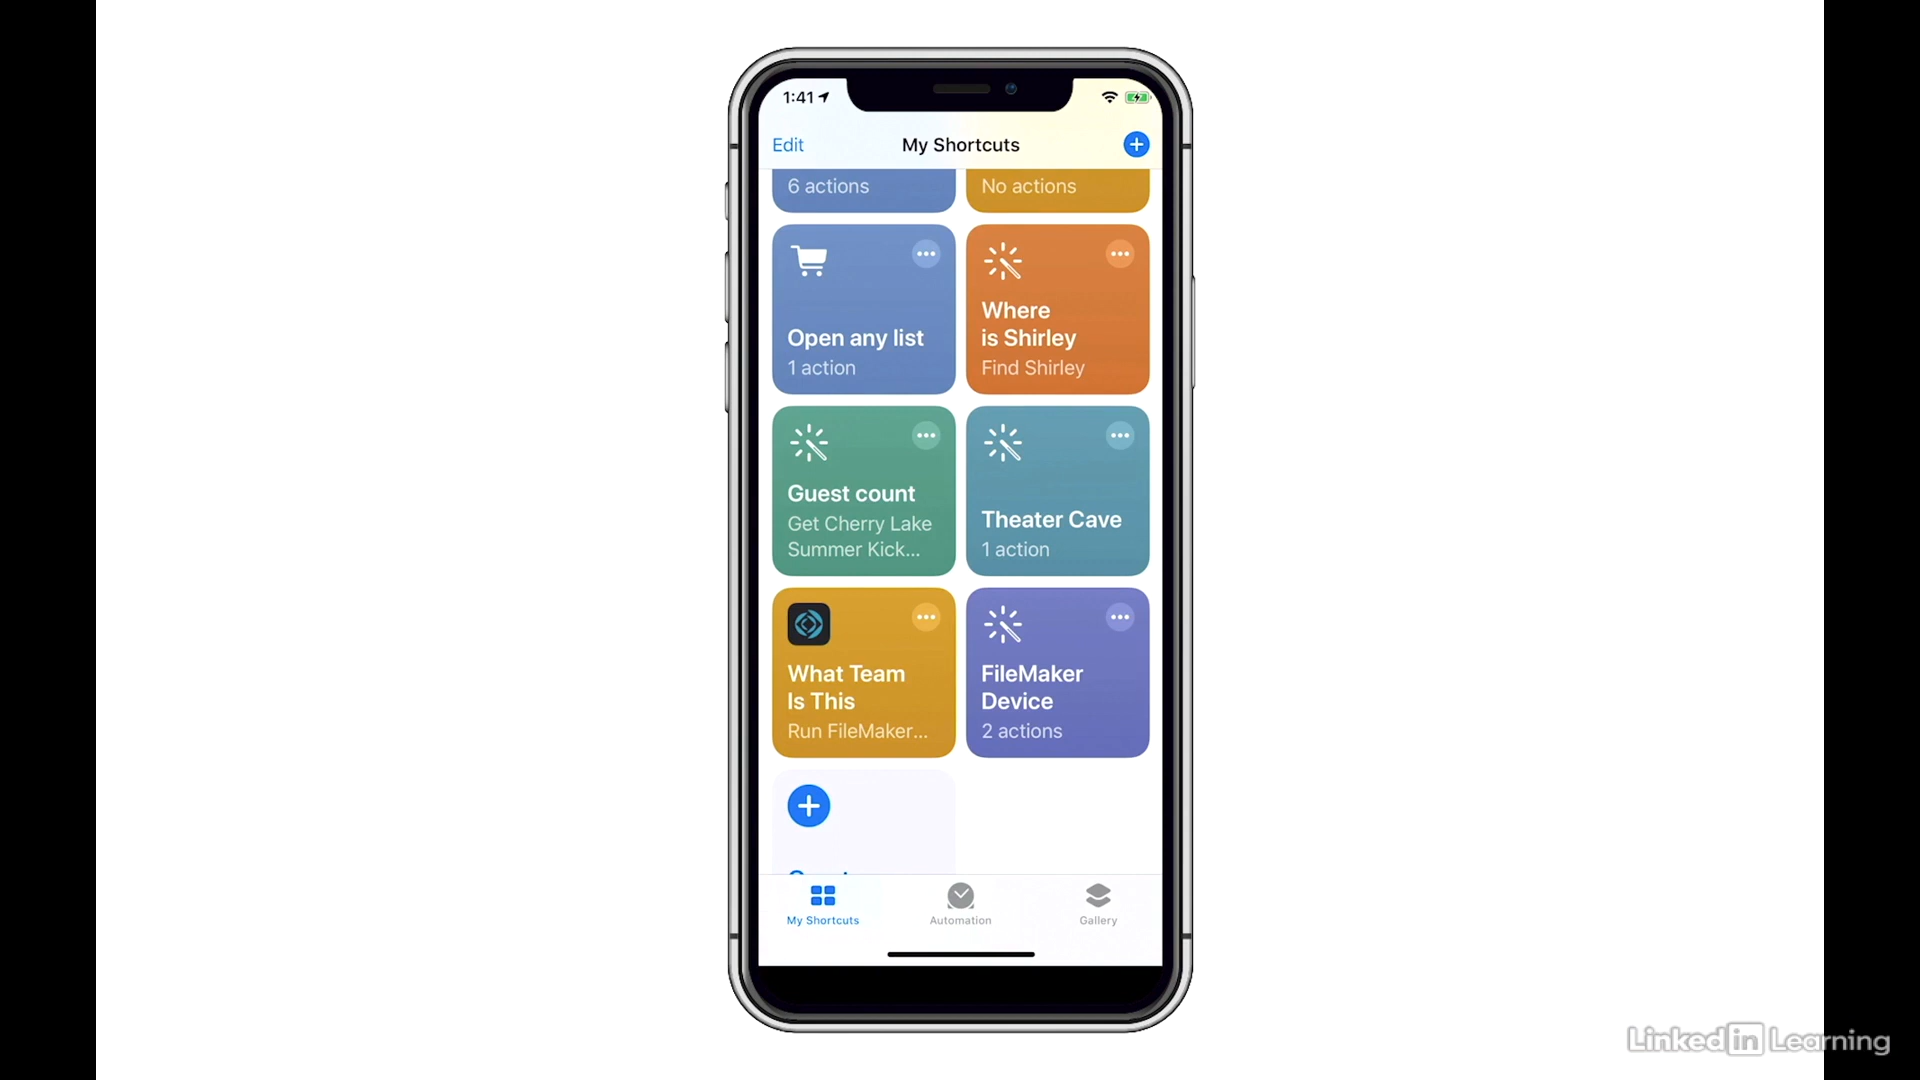 1:41
Edit
My Shortcuts
6 actions
No actions
Open any list
1 action
Where
is Shirley
Find Shirley
Guest count
Get Cherry Lake
Summer Kick...
Theater Cave
1 action
What Team
Is This
Run FileMaker...
FileMaker
Device
2 actions
My Shortcuts
Automation
Gallery
Linked in Learning